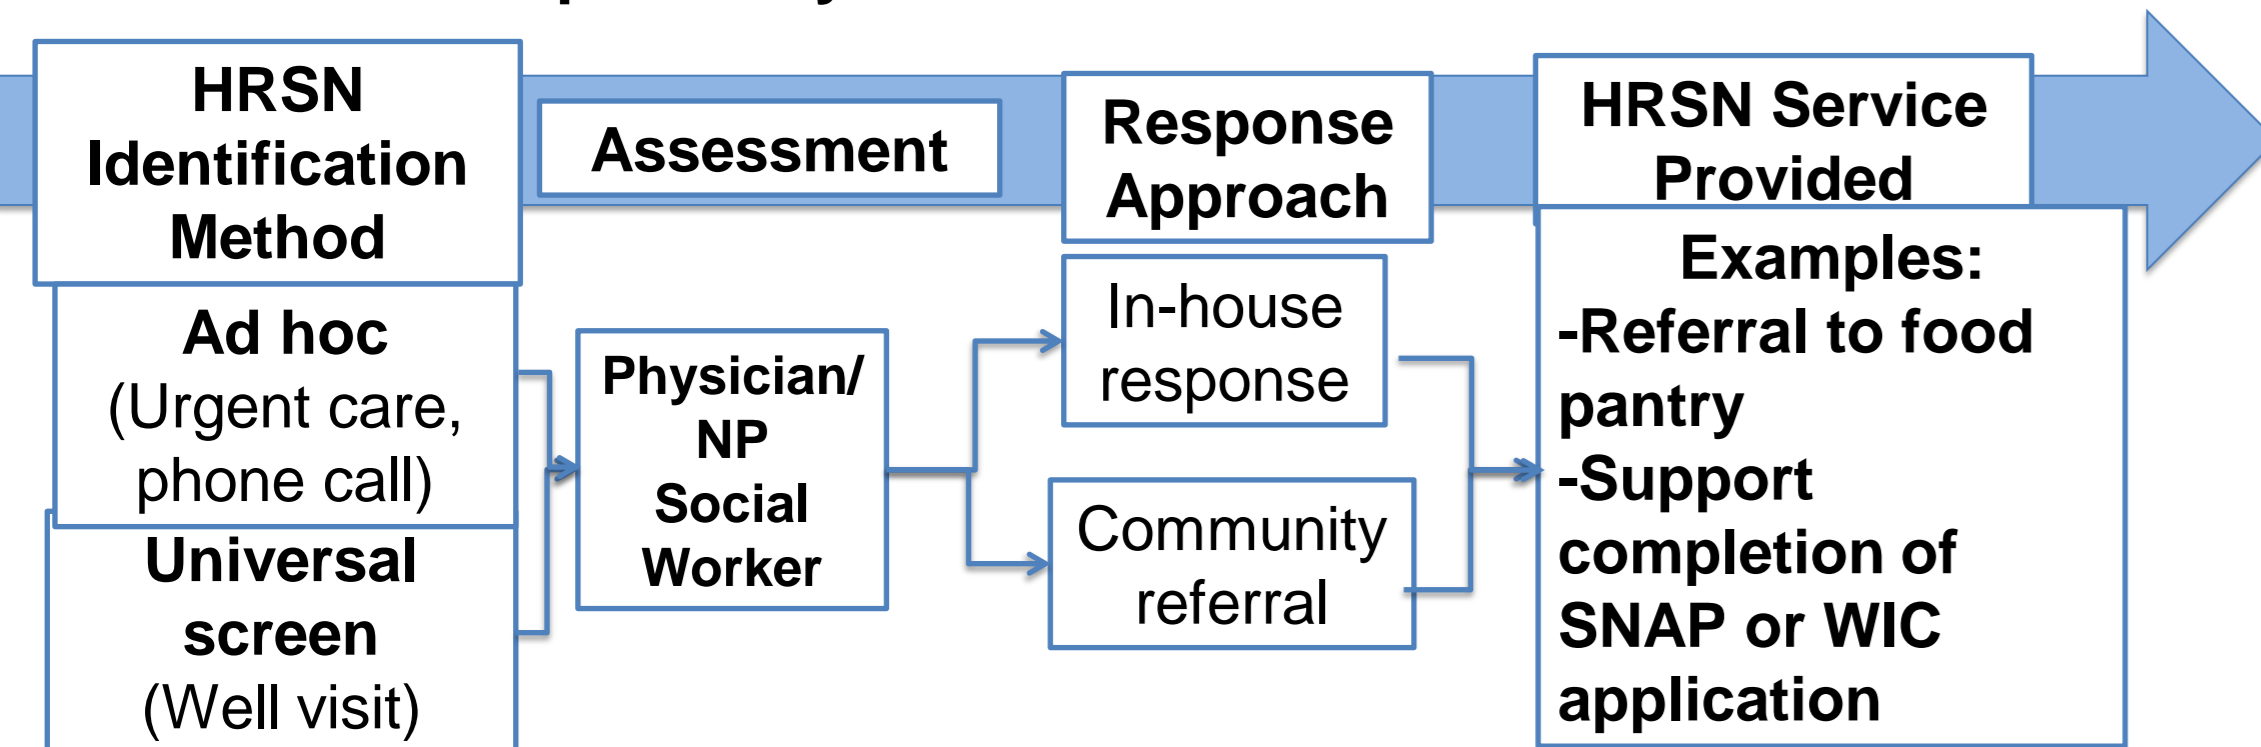 HRSN
Identification
Method
Assessment
Response
Approach
HRSN Service
Provided
Ad hoc
(Urgent care,
phone call)
Universal
screen
(Well visit)
Physician/
NP
Social
Worker
In-house
response
Community
referral
Examples:
-Referral to food
pantry
-Support
completion of
SNAP or WIC
application